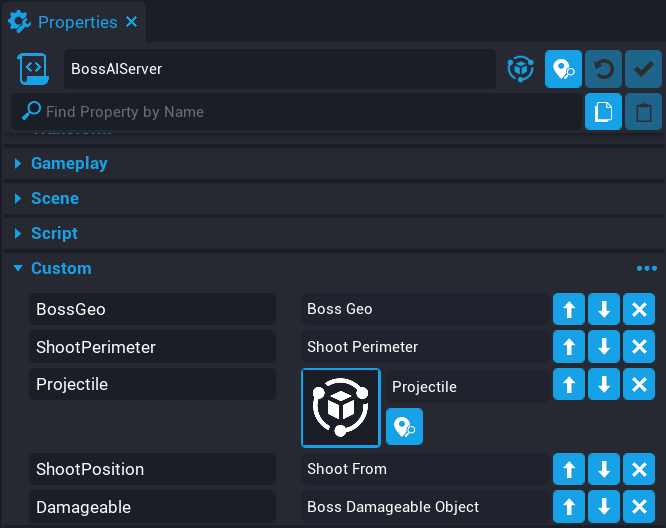 Properties
BossAIServer
Find Property by Name
Gameplay
Scene
Script
Custom
BossGeo Boss Geo
ShootPerimeter Shoot Perimeter
Projectile Projectile
ShootPosition Shoot From
Damageable Boss Damageable Object